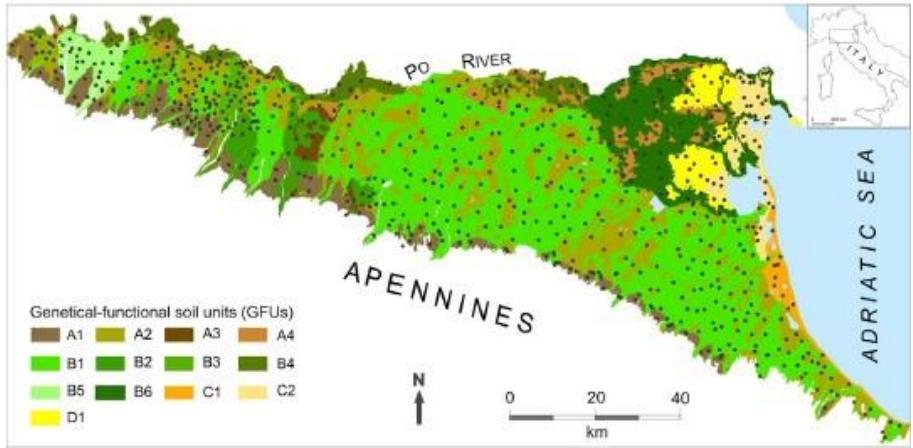 PO RIVER
ITALY
ADRIATIC SEA
APENNINES
Genetical-functional soil units (GFUs)
A1 A2 A3 A4
B1 B2 B3 B4
B5 B6 C1 C2
D1
N
0 20 40
km